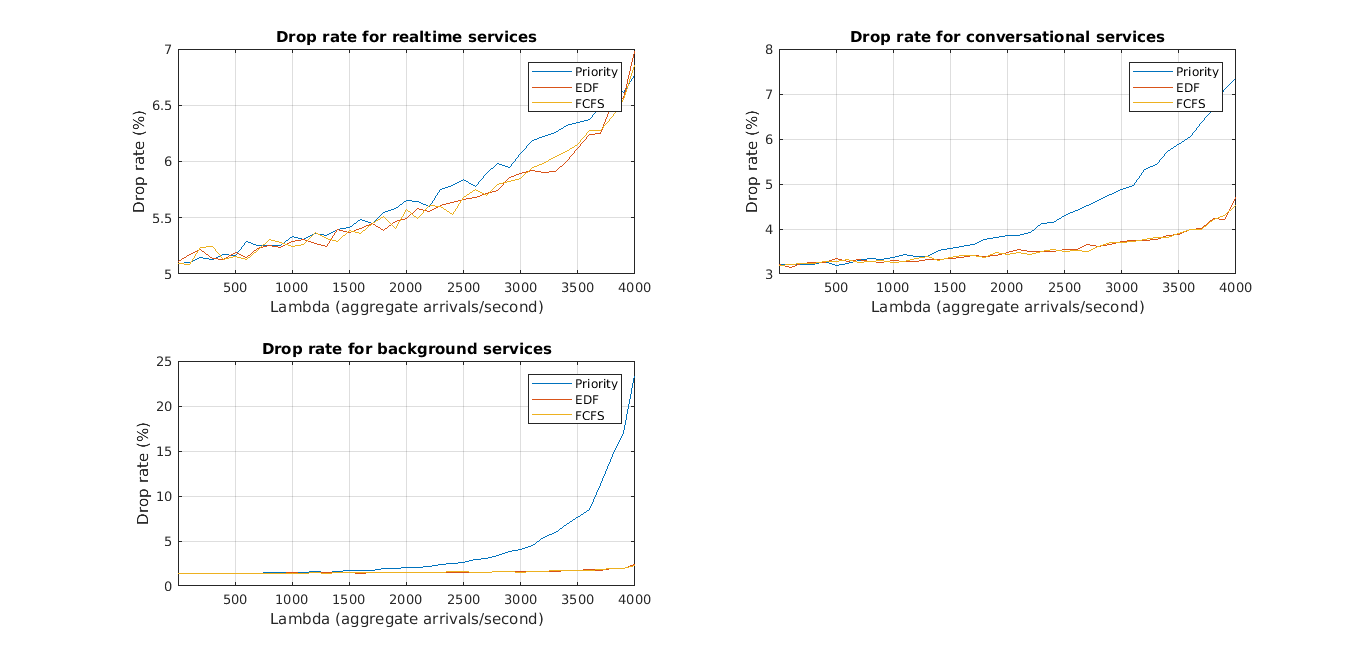 Drop rate for realtime services
7
6.5
6
5.5
5
Drop rate (%)
Priority
EDF
FCFS
500 1000 1500 2000 2500 3000 3500 4000
Lambda (aggregate arrivals/second)
Drop rate for conversational services
8
7
6
5
4
3
Drop rate (%)
Priority
EDF
FCFS
500 1000 1500 2000 2500 3000 3500 4000
Lambda (aggregate arrivals/second)
Drop rate for background services
25
20
15
10
5
0
Drop rate (%)
Priority
EDF
FCFS
500 1000 1500 2000 2500 3000 3500 4000
Lambda (aggregate arrivals/second)